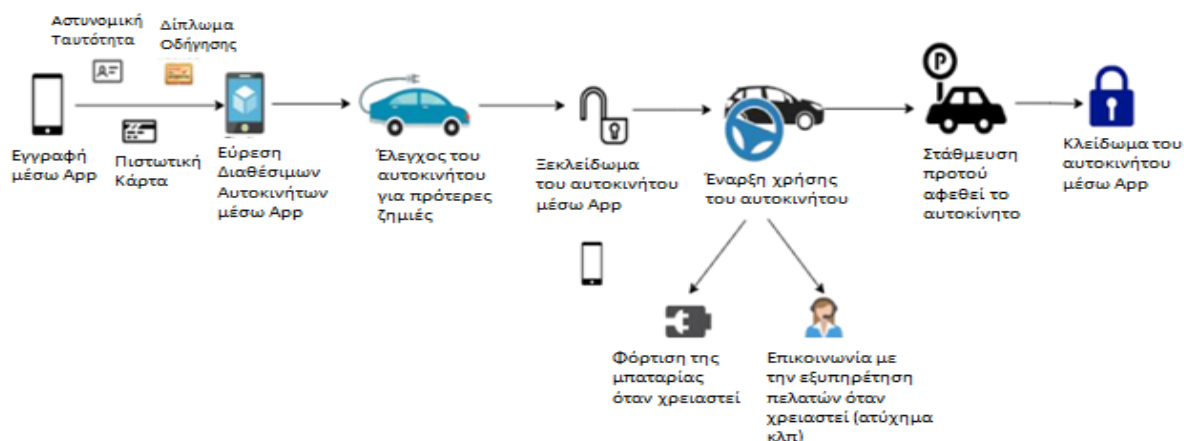 Αστυνομική
Ταυτότητα
Δίπλωμα
Οδήγησης
Εγγραφή
μέσω App
Πιστωτική
Κάρτα
Εύρεση
Διαθέσιμων
Αυτοκινήτων
μέσω App
Έλεγχος του
αυτοκινήτου
για πρότερες
ζημιές
Ξεκλείδωμα
του αυτοκινήτου
μέσω App
Έναρξη χρήσης
του αυτοκινήτου
P
Στάθμευση
προτού
αφεθεί το
αυτοκίνητο
Κλείδωμα του
αυτοκινήτου
μέσω App
Φόρτιση της
μπαταρίας
όταν χρειαστεί
Επικοινωνία με
την εξυπηρέτηση
πελατών όταν
χρειαστεί (ατύχημα
κλπ)